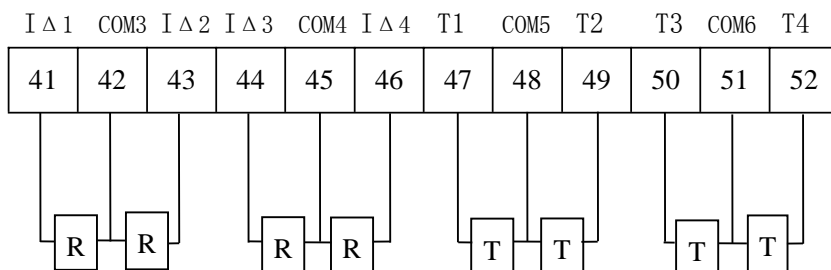 IΔ1 COM3 IΔ2 IΔ3 COM4 IΔ4 T1 COM5 T2 T3 COM6 T4
41 42 43 44 45 46 47 48 49 50 51 52
R R R R T T T T